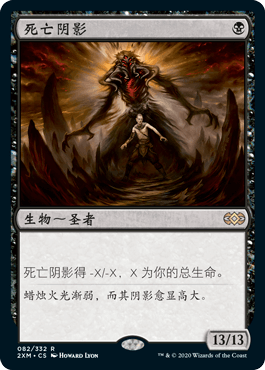 死亡阴影
生物～圣者
死亡阴影得 -X/-X，X 为你的总生命。
蜡烛火光渐弱，而其阴影愈显高大。
13/13
082/332 R
2XM • CS Howard Lyon
™ & © 2020 Wizards of the Coast